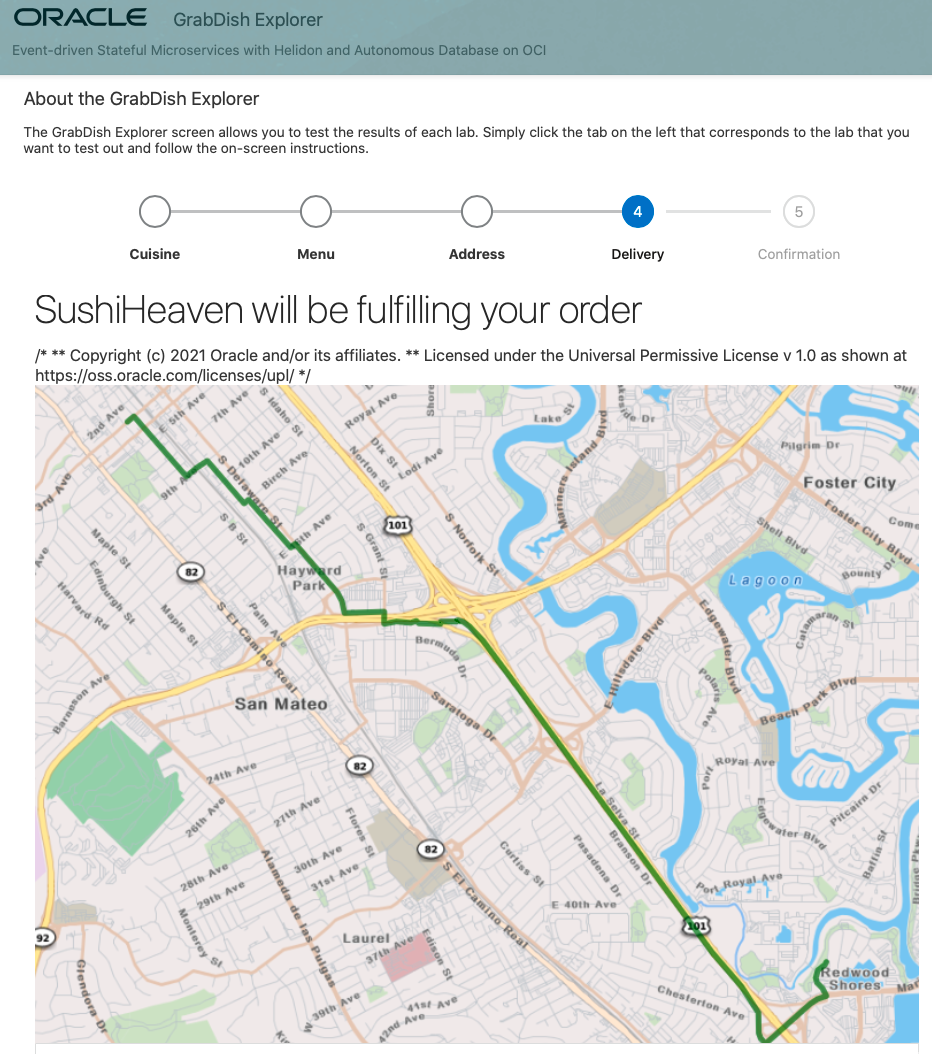 ORACLE GrabDish Explorer
Event-driven Stateful Microservices with Helidon and Autonomous Database on OCI
About the GrabDish Explorer
The GrabDish Explorer screen allows you to test the results of each lab. Simply click the tab on the left that corresponds to the lab that you
want to test out and follow the on-screen instructions.
4
5
Cuisine
Menu
Address
Delivery
Confirmation
SushiHeaven will be fulfilling your order
/* ** Copyright (c) 2021 Oracle and/or its affiliates. ** Licensed under the Universal Permissive License v 1.0 as shown at
https://oss.oracle.com/licenses/upl/ */
2nd Ave
E 5th Ave
7th Ave
S Idaho St
Royal Ave
Shore
Lake St
Dr
Gull
10th Ave
Birch Ave
Dix St
Norton St
Lodi Ave
Mariners Island Blvd
Pilgrim Dr
Foster City
3rd Ave
9th
S Delaware St
S B St
Ave
S Grant St
101
S Norfolk St
Foster City Blvd
Shell Blvd
Come
Maple St
82
Hayward
Park
Lagoon
Bounty Dr
Ave
Edinburgh St
Harvard Rd
Maple St
Palm Ave
S El Camino Real
Bermuda Dr
E Hillsdale Blvd
Edgewater Blvd
Catamaran St
Polaris Ave
Barneson Ave
San Mateo
Saratoga Dr
Beach Park Blvd
24th Ave
82
Port Royal Ave
Pitcairn Dr
26th Ave
27th Ave
Flores St
La Selva St
Branson Dr
Edgewater Blvd
Baffin St
82
S El Camino Real
Curtiss St
Pasadena Dr
28th Ave
29th Ave
30th Ave
31st Ave
Alameda de las Pulgas
Port Royal Ave
E 40th Ave
Monterey St
92
Laurel
37th Ave
Edison St
101
Redwood
Shores
Glendora Dr
39th Ave
41st Ave
42nd Ave
Chesterton Ave
Mar